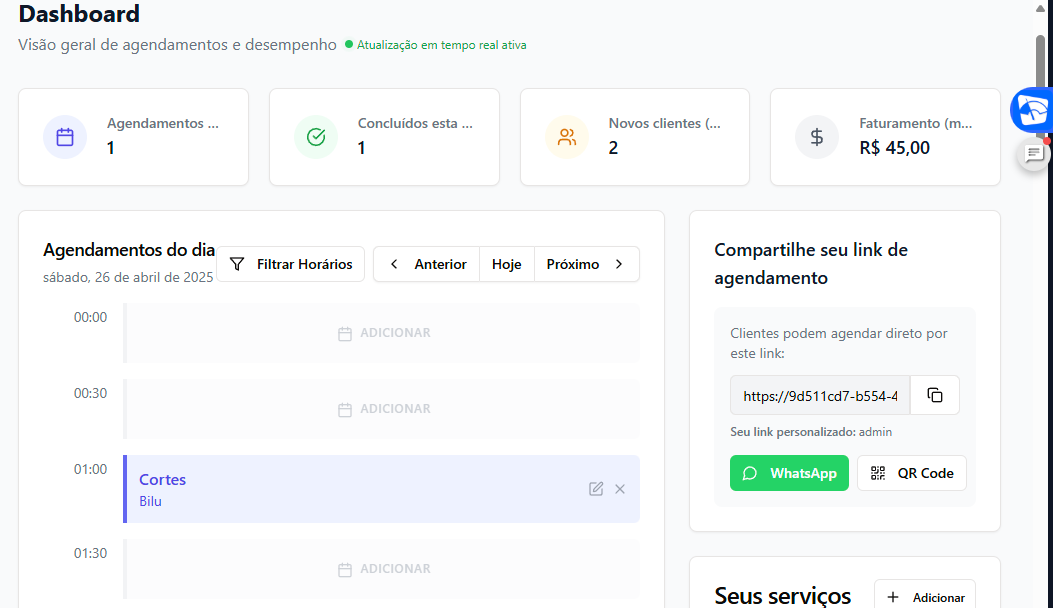 Dashboard
Visão geral de agendamentos e desempenho Atualização em tempo real ativa
Agendamentos ...
1
Concluídos esta ...
1
Novos clientes (...
2
Faturamento (m...
R$ 45,00
Agendamentos do dia
sábado, 26 de abril de 2025
Filtrar Horários
Anterior
Hoje
Próximo
00:00
ADICIONAR
00:30
ADICIONAR
01:00
Cortes
Bilu
01:30
ADICIONAR
Compartilhe seu link de
agendamento
Clientes podem agendar direto por
este link:
https://9d511cd7-b554-4
Seu link personalizado: admin
WhatsApp
QR Code
Seus serviços
Adicionar